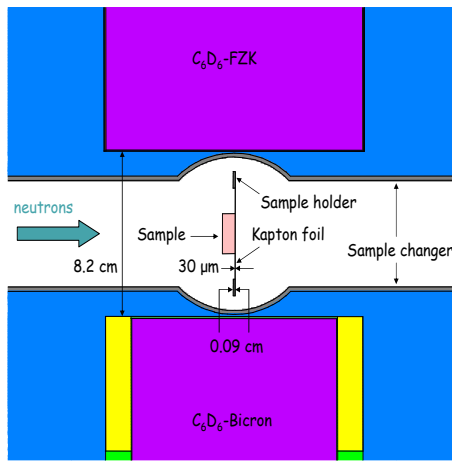 C₆D₆-FZK
neutrons
Sample holder
Sample
Kapton foil
Sample changer
8.2 cm
30 µm
0.09 cm
C₆D₆-Bicron